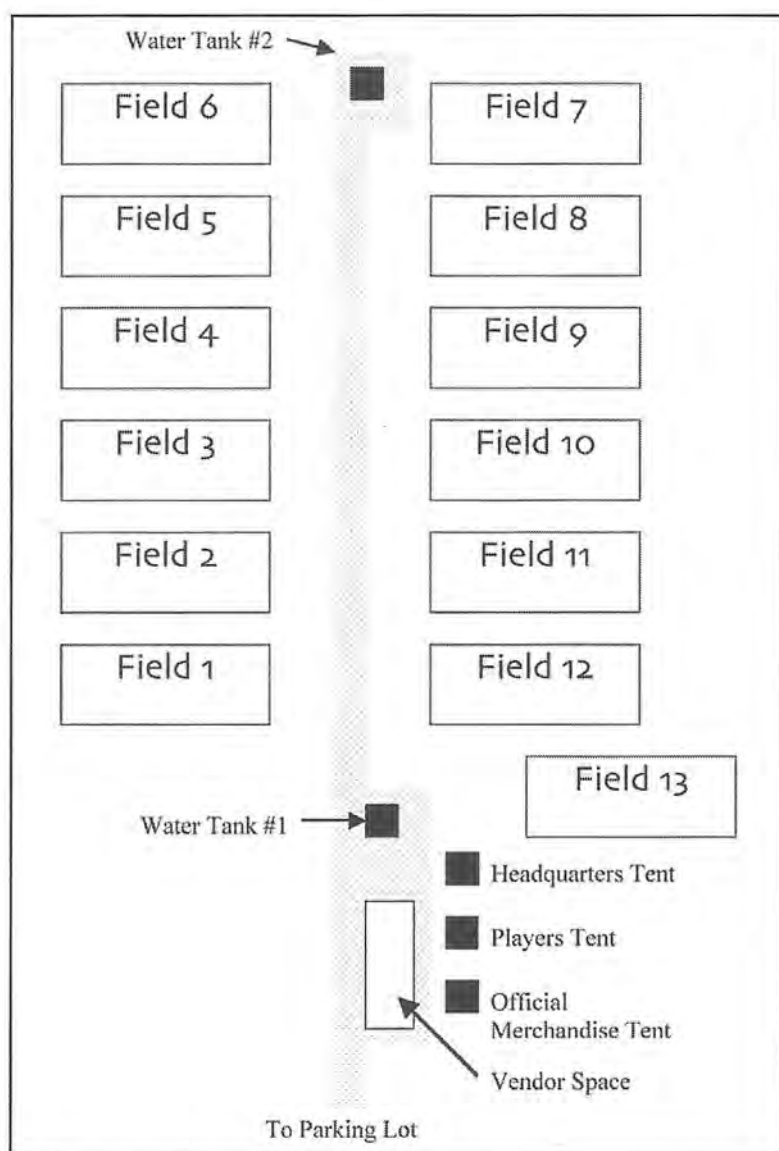 Water Tank #2
Field 6
Field 7
Field 5
Field 8
Field 4
Field 9
Field 3
Field 10
Field 2
Field 11
Field 1
Field 12
Field 13
Water Tank #1
Headquarters Tent
Players Tent
Official
Merchandise Tent
Vendor Space
To Parking Lot